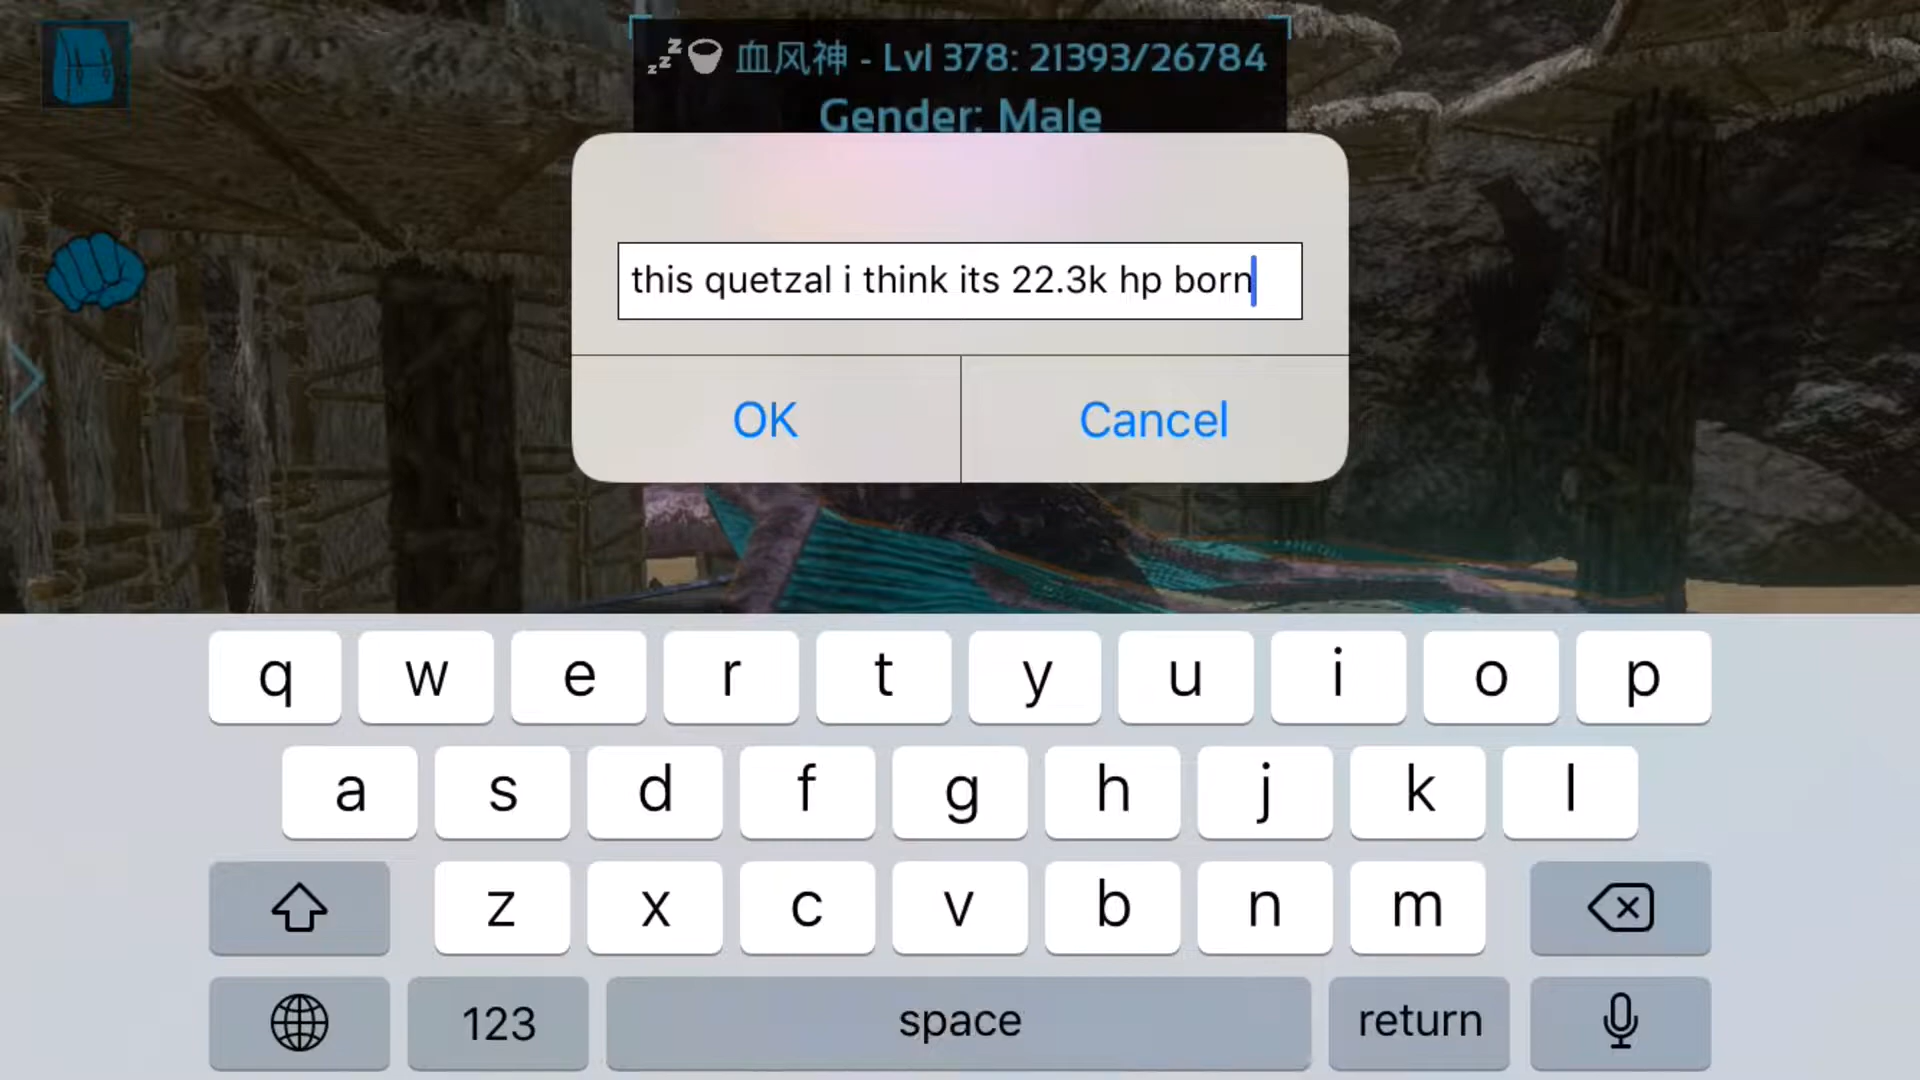 zzz 血风神 - Lvl 378: 21393/26784
Gender: Male
this quetzal i think its 22.3k hp born
OK Cancel
q w e r t y u i o p
a s d f g h j k l
z x c v b n m
123 space return